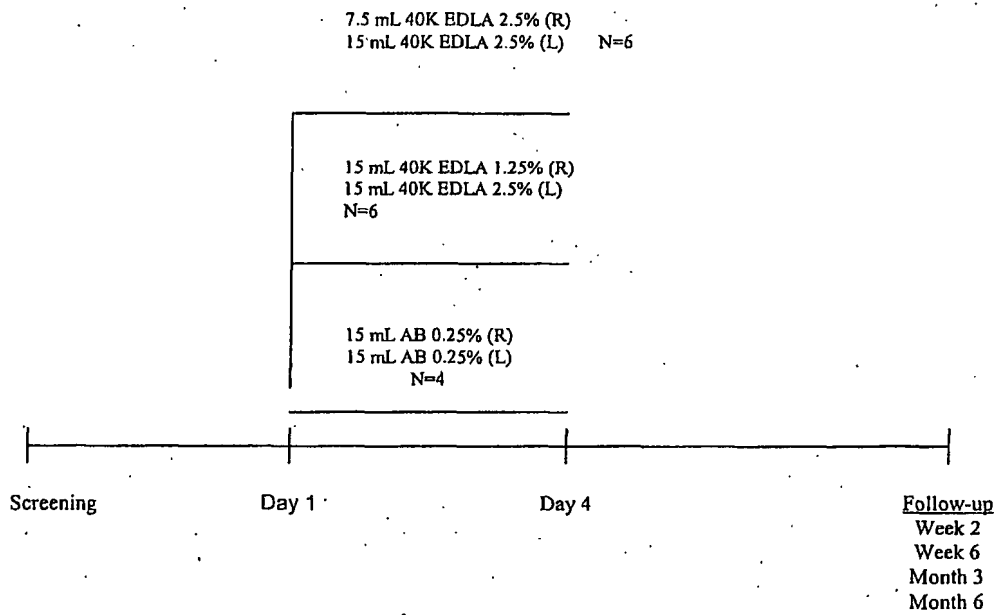 7.5 mL 40K EDLA 2.5% (R)
15 mL 40K EDLA 2.5% (L) N=6
15 mL 40K EDLA 1.25% (R)
15 mL 40K EDLA 2.5% (L)
N=6
15 mL AB 0.25% (R)
15 mL AB 0.25% (L)
N=4
Screening Day 1 Day 4 Follow-up
Week 2
Week 6
Month 3
Month 6